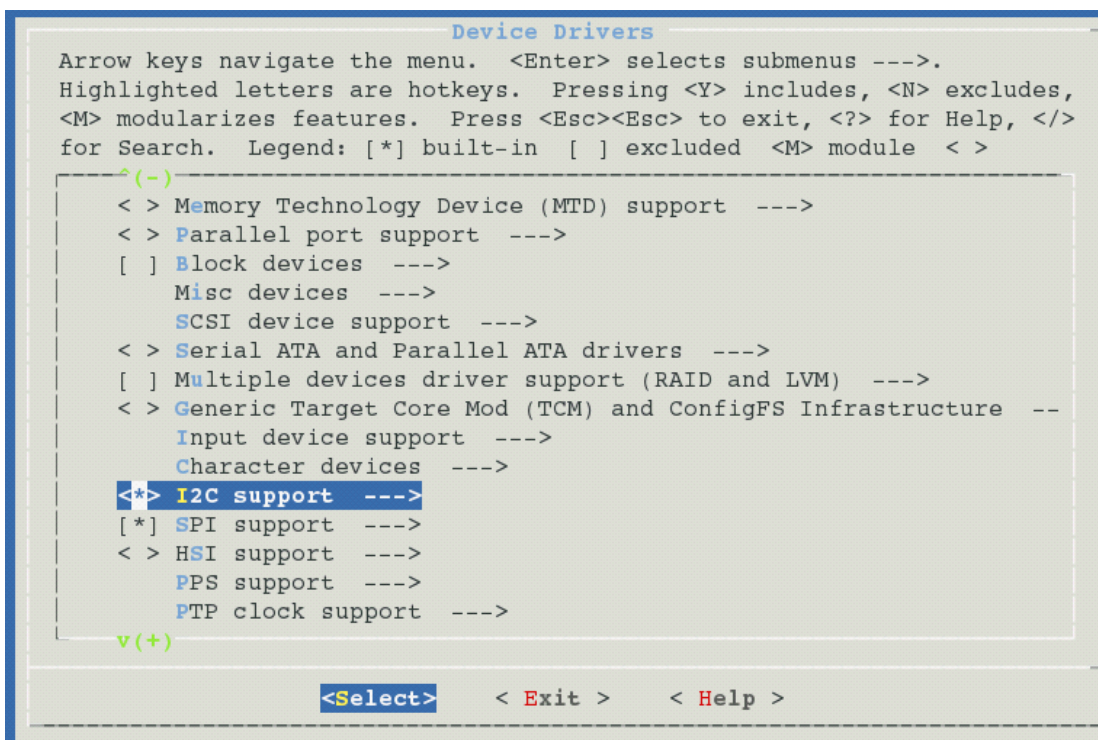 Device Drivers
Arrow keys navigate the menu.  <Enter> selects submenus --->.
Highlighted letters are hotkeys.  Pressing <Y> includes, <N> excludes,
<M> modularizes features.  Press <Esc><Esc> to exit, <?> for Help, </>
for Search.  Legend: [*] built-in  [ ] excluded  <M> module  < >
^(-)
< > Memory Technology Device (MTD) support  --->
< > Parallel port support  --->
[ ] Block devices  --->
Misc devices  --->
SCSI device support  --->
< > Serial ATA and Parallel ATA drivers  --->
[ ] Multiple devices driver support (RAID and LVM)  --->
< > Generic Target Core Mod (TCM) and ConfigFS Infrastructure  --
Input device support  --->
Character devices  --->
<*> I2C support  --->
[*] SPI support  --->
< > HSI support  --->
PPS support  --->
PTP clock support  --->
v(+)
<Select>    < Exit >    < Help >